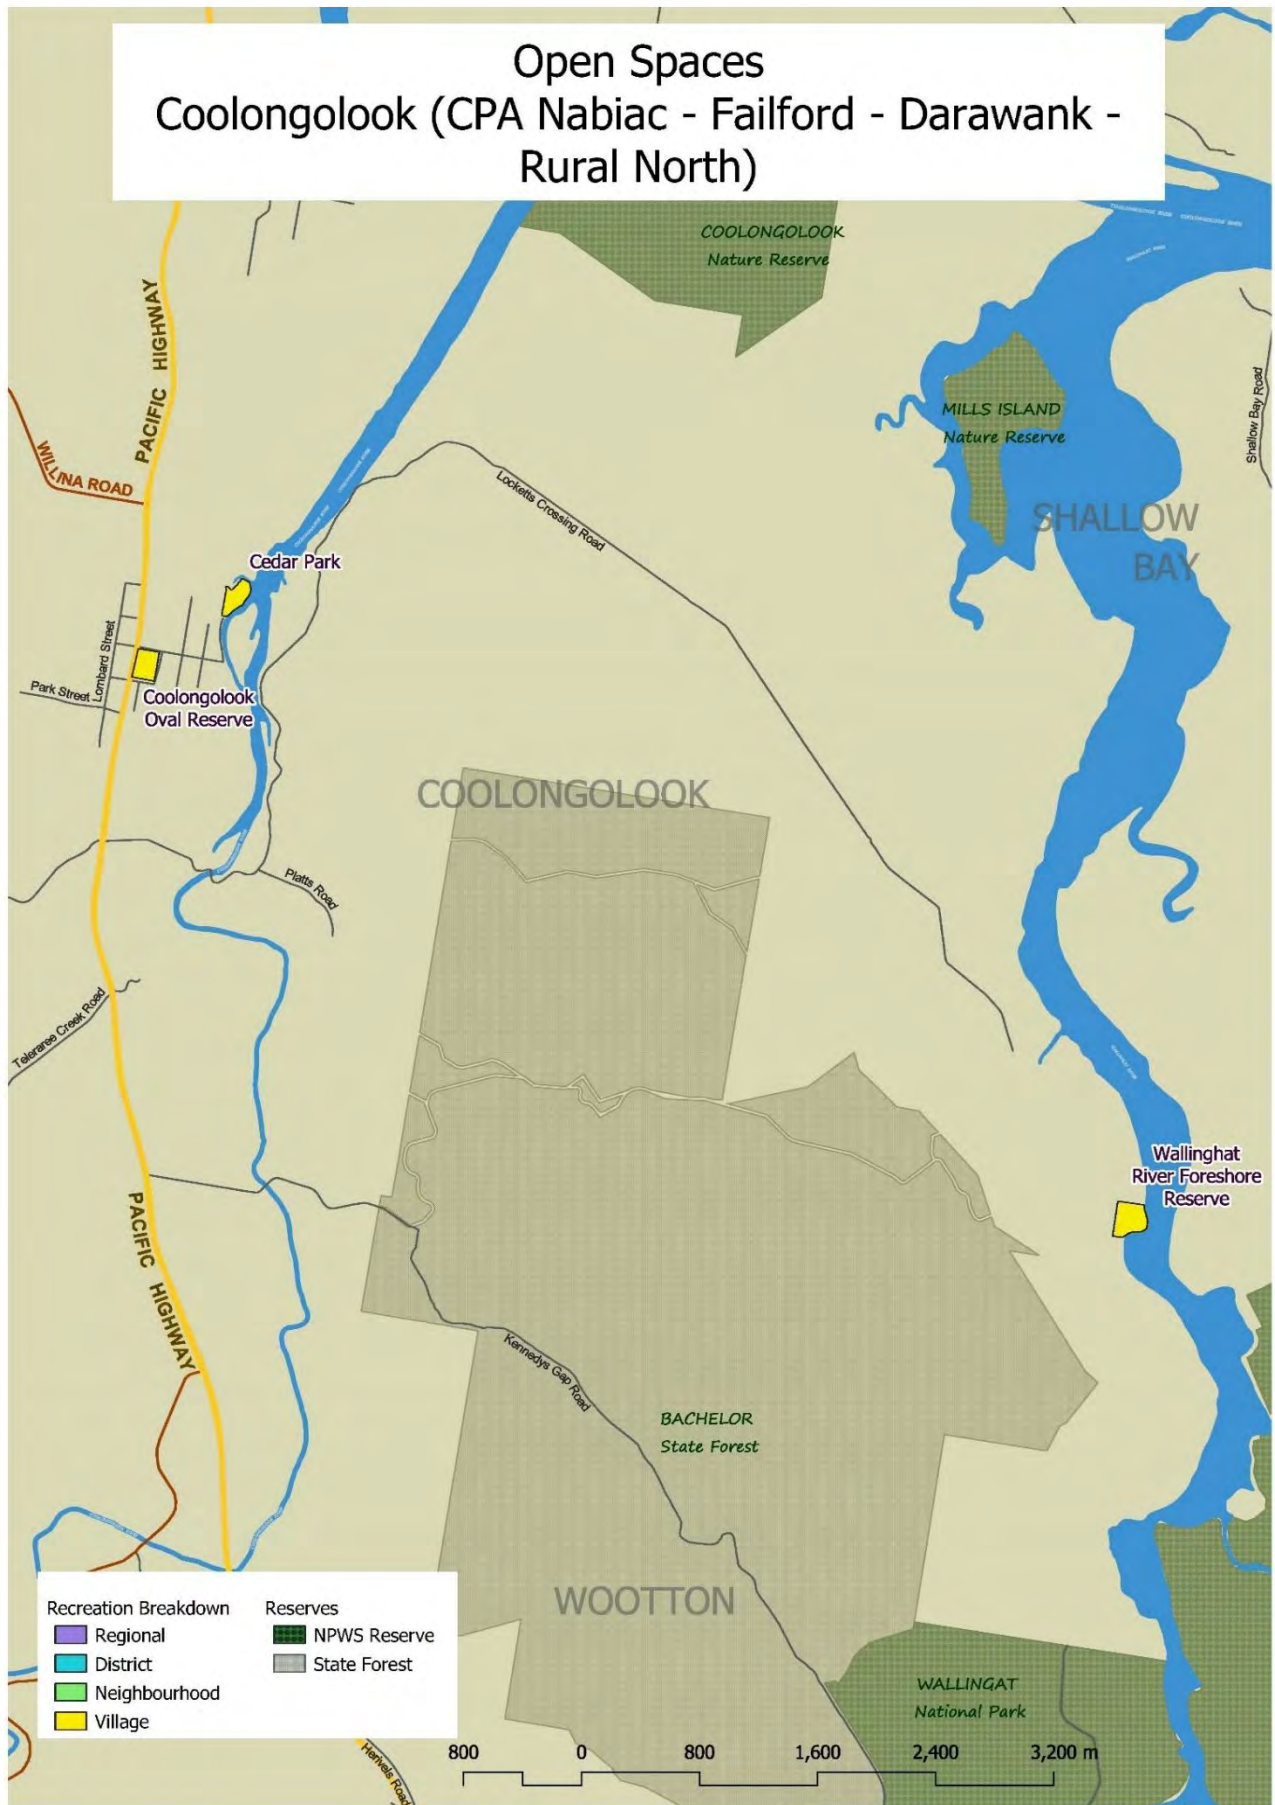 Open Spaces
Coolongolook (CPA Nabiac - Failford - Darawank -
Rural North)
COOLONGOLOOK
Nature Reserve
PACIFIC HIGHWAY
Shallow Bay Road
MILLS ISLAND
Nature Reserve
WILLINA ROAD
Locketts Crossing Road
SHALLOW
BAY
Cedar Park
Lombard Street
Park Street
Coolongolook
Oval Reserve
COOLONGOLOOK
Platts Road
Teleraree Creek Road
Wallinghat
River Foreshore
Reserve
PACIFIC HIGHWAY
Kennedys Gap Road
BACHELOR
State Forest
WOOTTON
WALLINGAT
National Park
Herivels Road
Recreation Breakdown
Regional
District
Neighbourhood
Village
Reserves
NPWS Reserve
State Forest
800 0 800 1,600 2,400 3,200 m